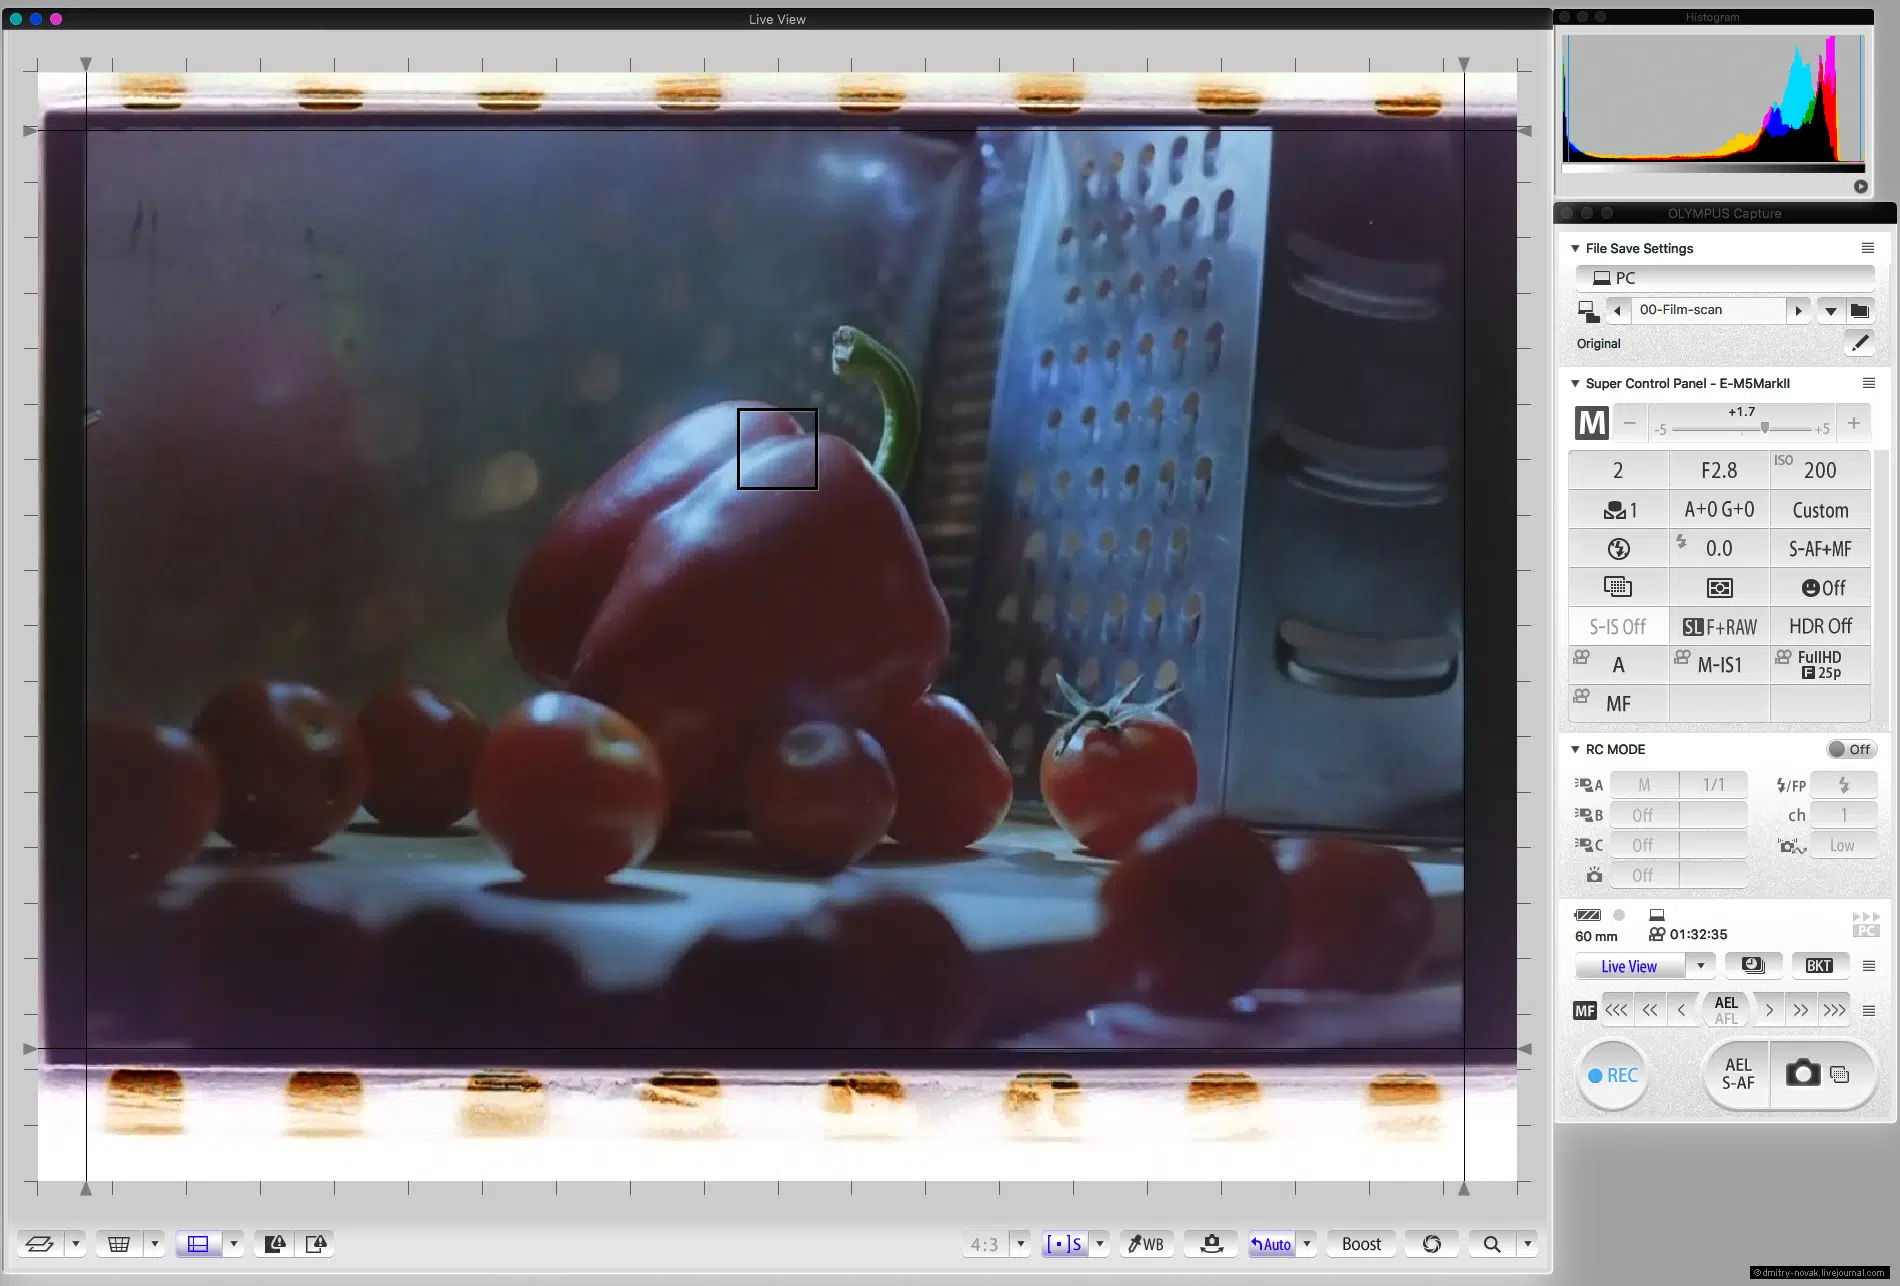 Live View
Histogram
OLYMPUS Capture
File Save Settings
PC
00-Film-scan
Original
Super Control Panel - E-M5MarkII
M
+1.7
-5
+5
2
F2.8
ISO 200
1
A+0 G+0
Custom
0.0
S-AF+MF
Off
S-IS Off
SL F+RAW
HDR Off
A
M-IS1
FullHD
F 25p
MF
RC MODE
Off
A
M
1/1
/FP
B
Off
ch
1
C
Off
Low
Off
60 mm
01:32:35
PC
Live View
BKT
MF
<<<
<<
<
AEL
AFL
>
>>
>>>
REC
AEL
S-AF
4:3
[·]S
WB
Auto
Boost
©dmitry-novak.livejournal.com